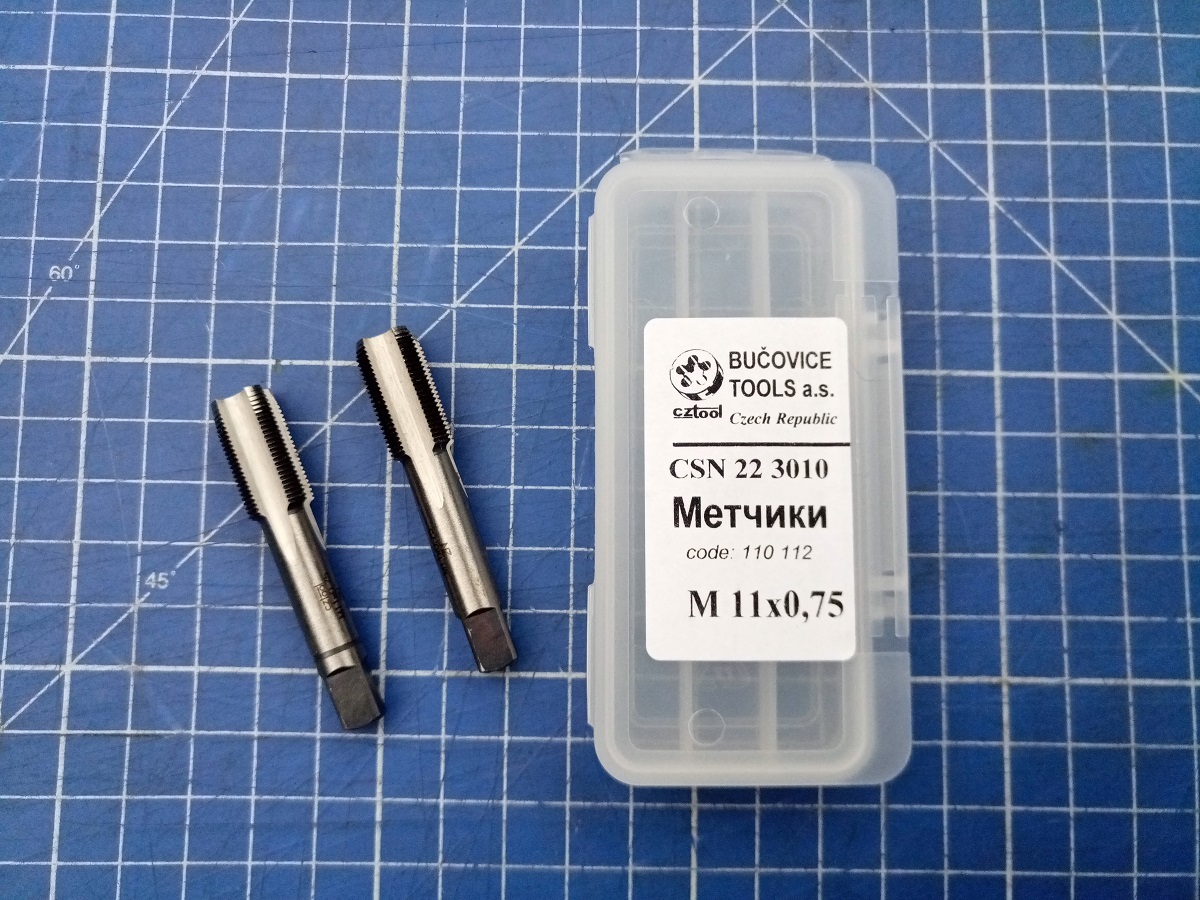 60°
45°
BUČOVICE
TOOLS a.s.
cztool
Czech Republic
CSN 22 3010
Метчики
code: 110 112
M 11x0,75